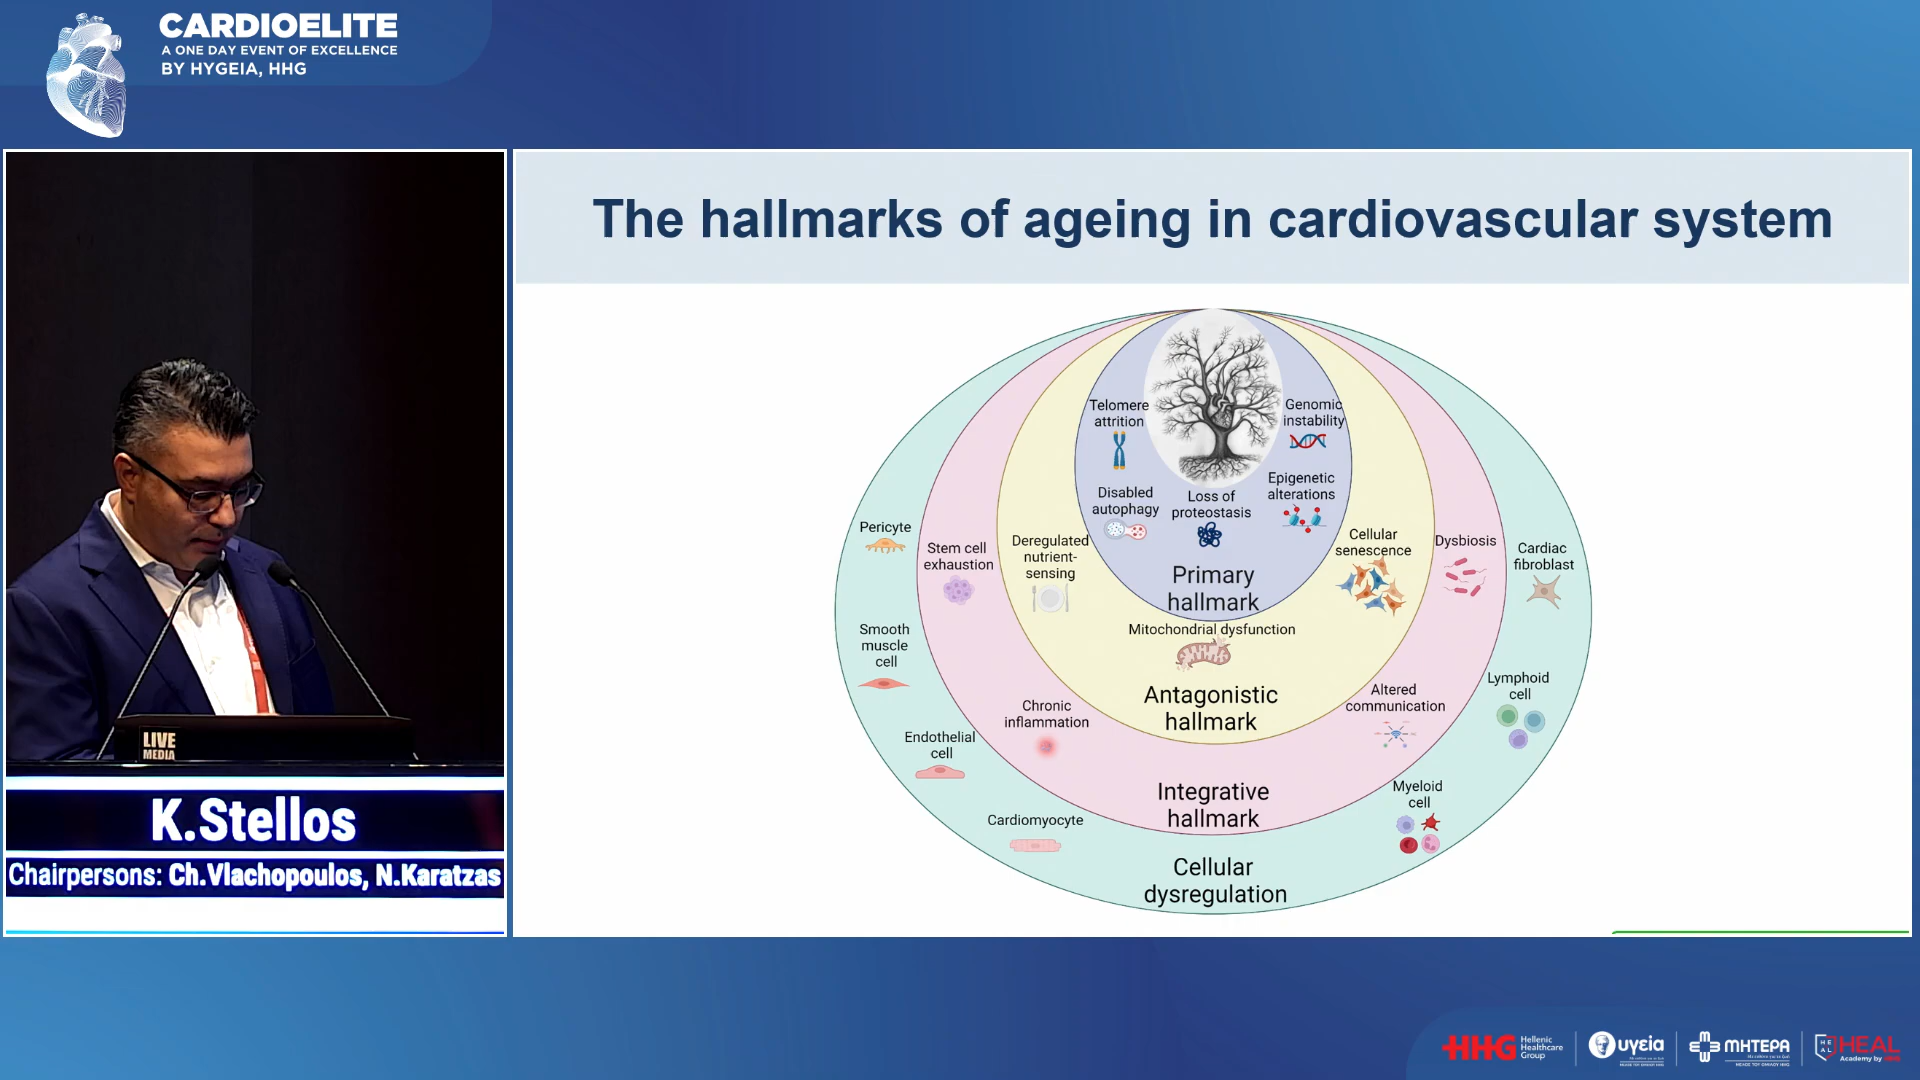 CARDIOELITE
A ONE DAY EVENT OF EXCELLENCE
BY HYGEIA, HHG
The hallmarks of ageing in cardiovascular system
Telomere
attrition
Genomic
instability
Disabled
autophagy
Loss of
proteostasis
Epigenetic
alterations
Primary
hallmark
Deregulated
nutrient-
sensing
Cellular
senescence
Mitochondrial dysfunction
Antagonistic
hallmark
Stem cell
exhaustion
Dysbiosis
Chronic
inflammation
Altered
communication
Integrative
hallmark
Pericyte
Cardiac
fibroblast
Smooth
muscle
cell
Lymphoid
cell
Endothelial
cell
Myeloid
cell
Cardiomyocyte
Cellular
dysregulation
LIVE
MEDIA
K.Stellos
Chairpersons: Ch.Vlachopoulos, N.Karatzas
HHG
Hellenic
Healthcare
Group
υγεία
ΜΗΤΕΡΑ
HEAL
Academy by